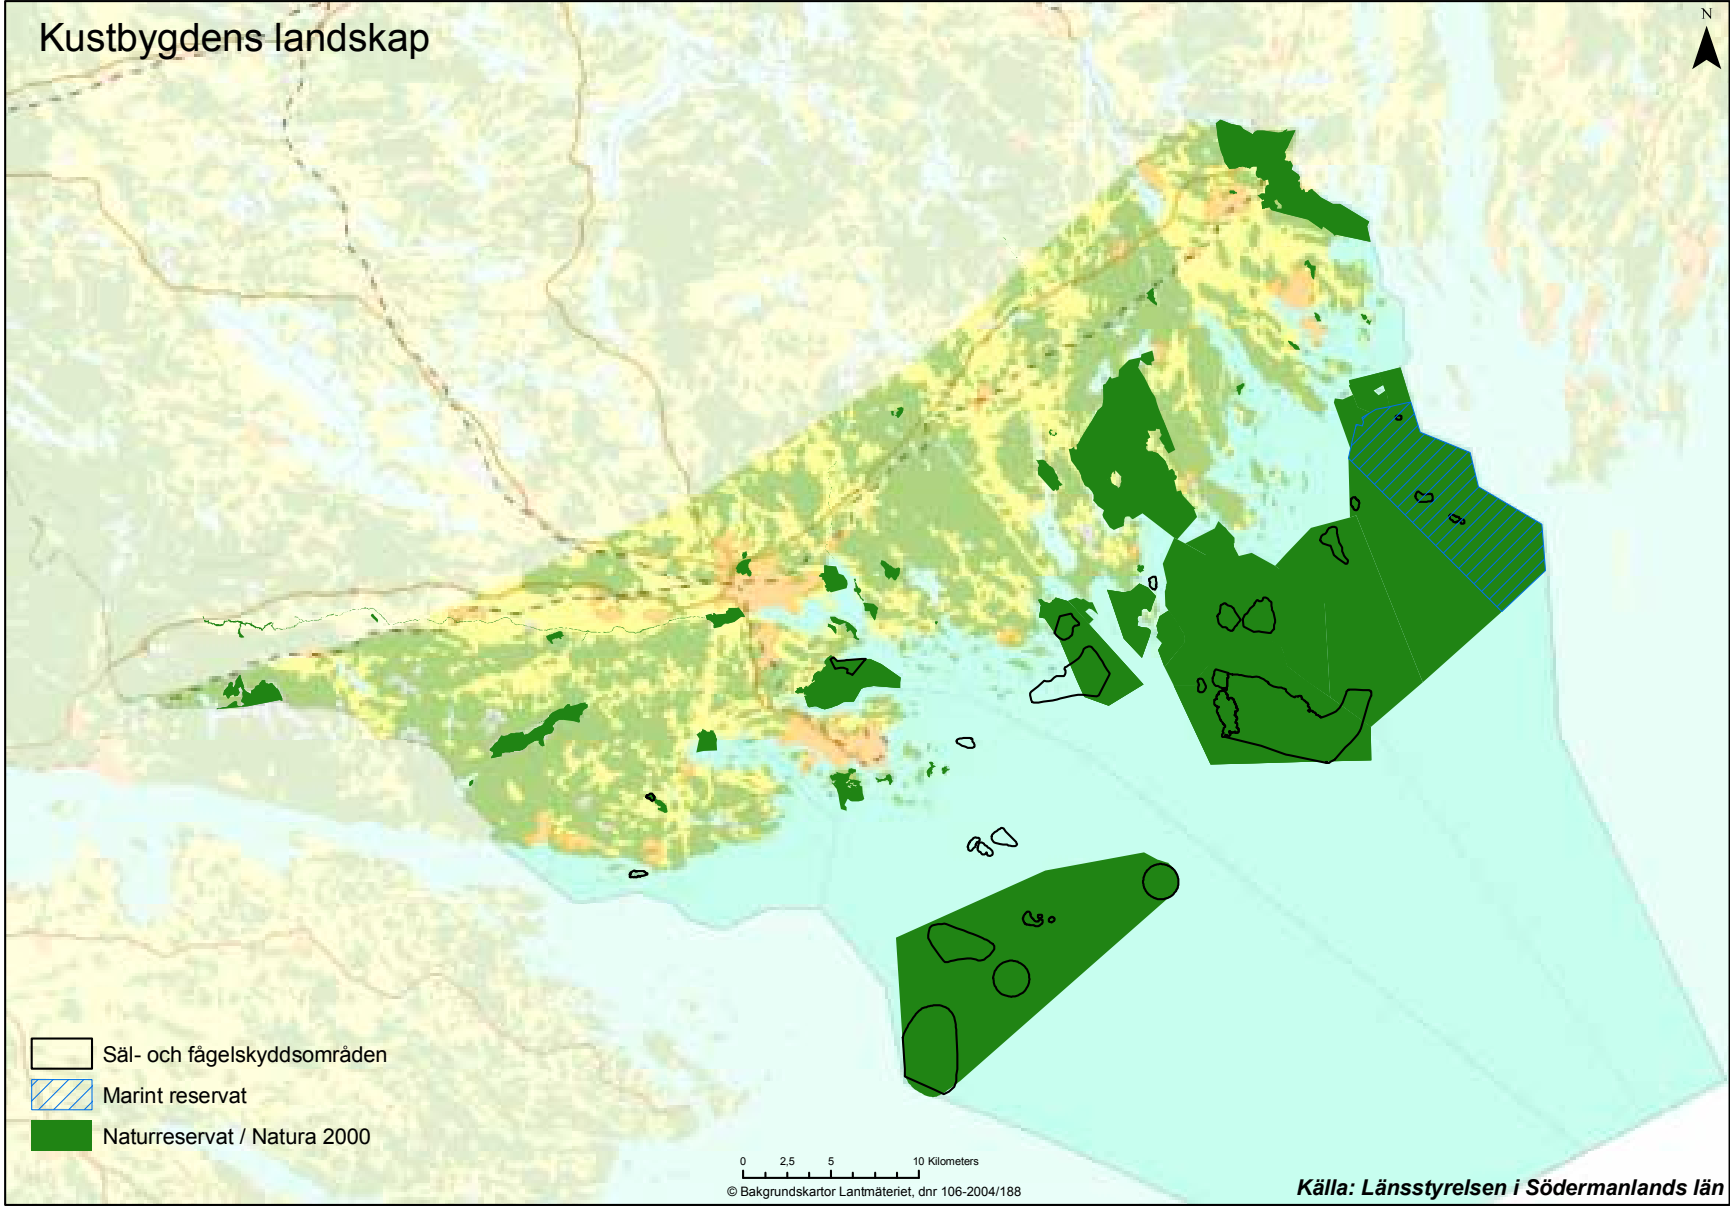 Kustbygdens landskap
N
Säl- och fågelskyddsområden
Marint reservat
Naturreservat / Natura 2000
0 2,5 5 10 Kilometers
© Bakgrundskartor Lantmäteriet, dnr 106-2004/188
Källa: Länsstyrelsen i Södermanlands län